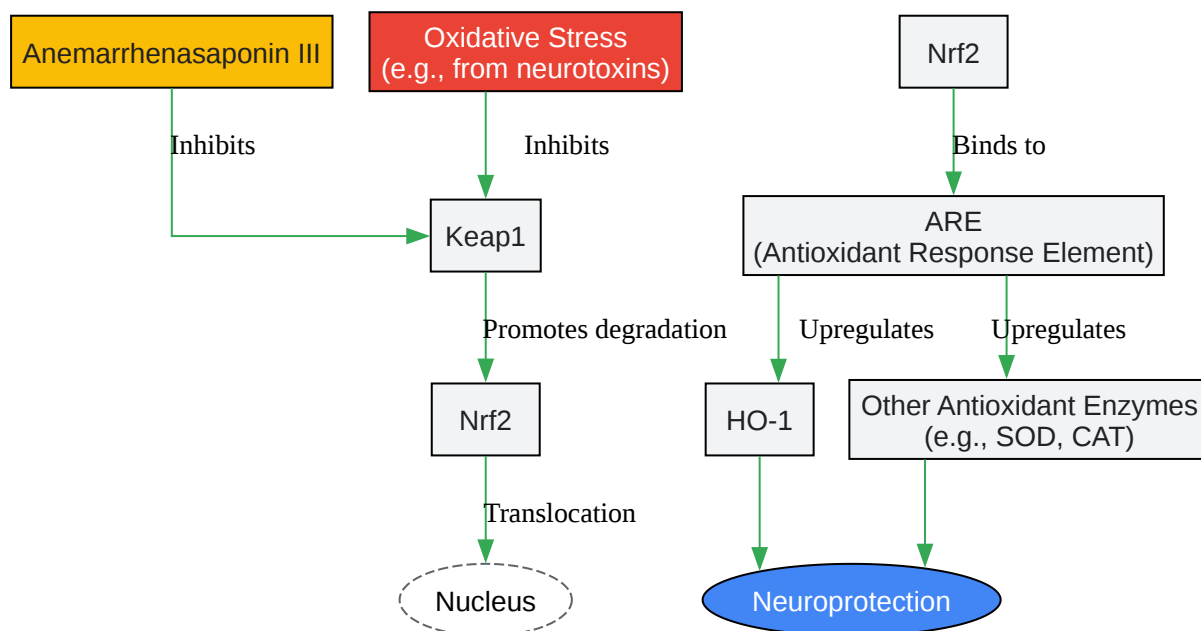 Anemarrhenasaponin III
Oxidative Stress
(e.g., from neurotoxins)
Nrf2
Inhibits
Inhibits
Binds to
Keap1
ARE
(Antioxidant Response Element)
Promotes degradation
Upregulates
Upregulates
Nrf2
HO-1
Other Antioxidant Enzymes
(e.g., SOD, CAT)
Translocation
Nucleus
Neuroprotection